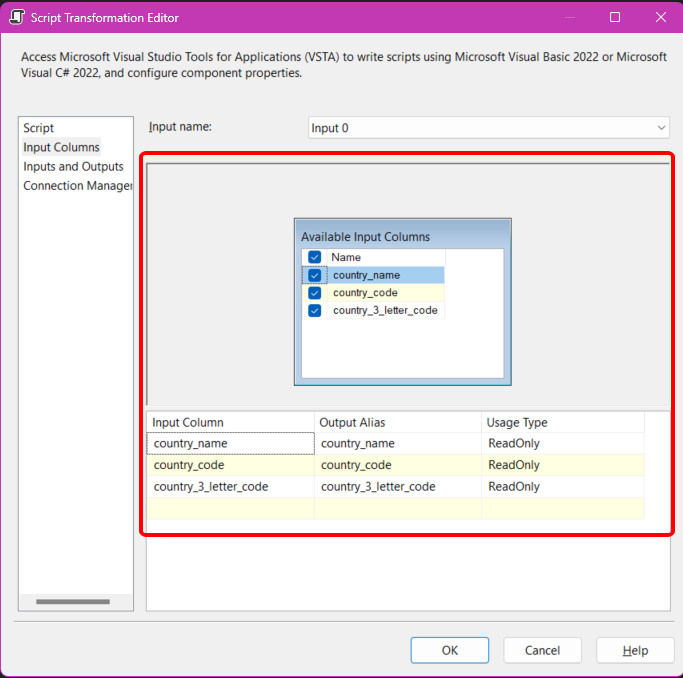 Script Transformation Editor
Access Microsoft Visual Studio Tools for Applications (VSTA) to write scripts using Microsoft Visual Basic 2022 or Microsoft
Visual C# 2022, and configure component properties.
Script
Input Columns
Inputs and Outputs
Connection Manager
Input name:
Input 0
Available Input Columns
Name
country_name
country_code
country_3_letter_code
Input Column Output Alias Usage Type
country_name country_name ReadOnly
country_code country_code ReadOnly
country_3_letter_code country_3_letter_code ReadOnly
OK Cancel Help